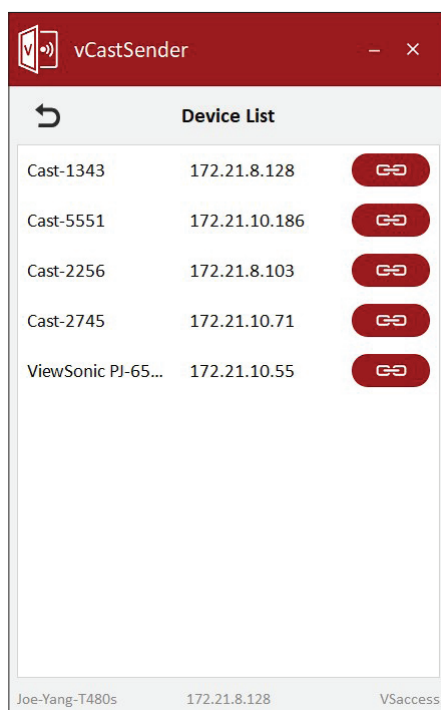 V
vCastSender
Device List
Cast-1343 172.21.8.128
Cast-5551 172.21.10.186
Cast-2256 172.21.8.103
Cast-2745 172.21.10.71
ViewSonic PJ-65... 172.21.10.55
Joe-Yang-T480s 172.21.8.128 VSaccess